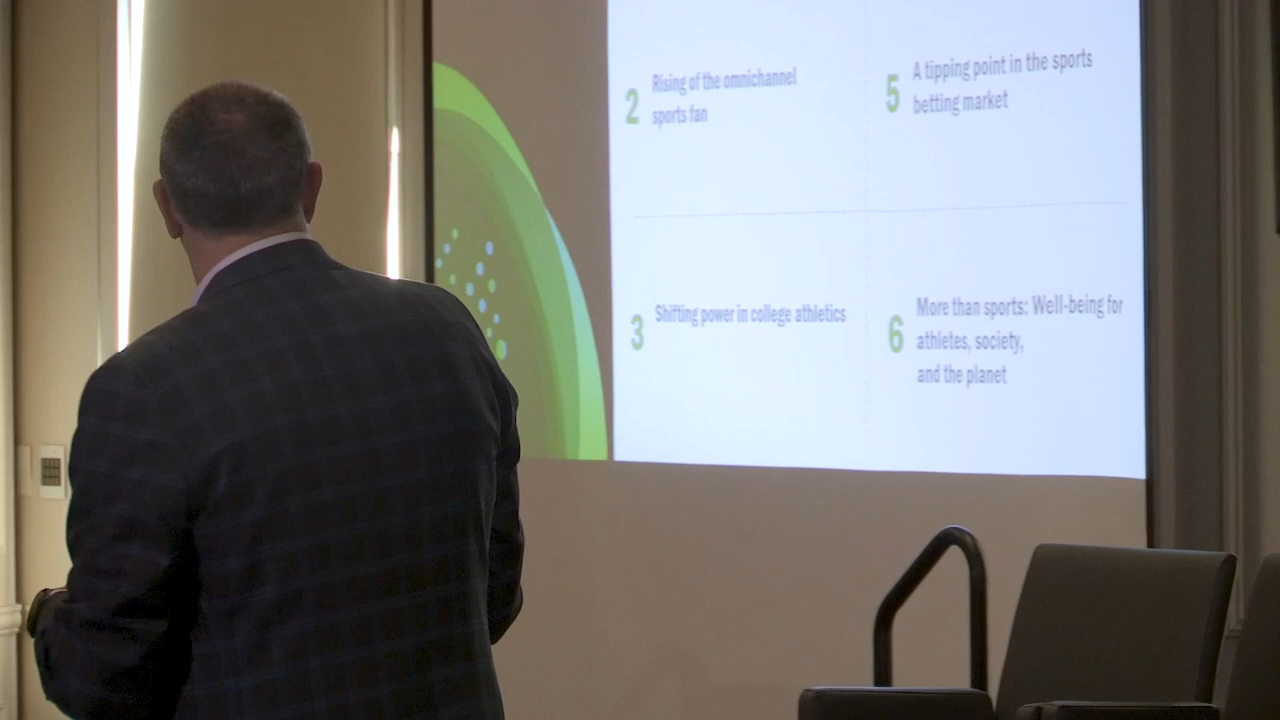 2
Rising of the omnichannel
sports fan
5
A tipping point in the sports
betting market
3
Shifting power in college athletics
6
More than sports: Well-being for
athletes, society,
and the planet